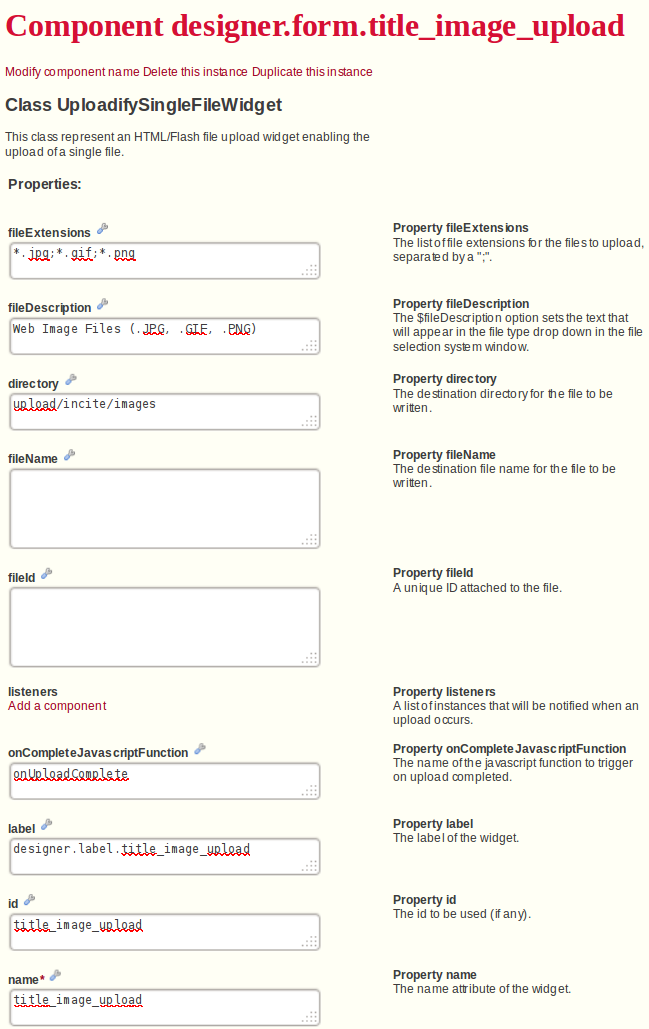 Component designer.form.title_image_upload
Modify component name Delete this instance Duplicate this instance
Class UploadifySingleFileWidget
This class represent an HTML/Flash file upload widget enabling the
upload of a single file.
Properties:
fileExtensions
*.jpg;*.gif;*.png
Property fileExtensions
The list of file extensions for the files to upload,
separated by a ";".
fileDescription
Web Image Files (.JPG, .GIF, .PNG)
Property fileDescription
The $fileDescription option sets the text that
will appear in the file type drop down in the file
selection system window.
directory
upload/incite/images
Property directory
The destination directory for the file to be
written.
fileName
Property fileName
The destination file name for the file to be
written.
fileId
Property fileId
A unique ID attached to the file.
listeners
Add a component
Property listeners
A list of instances that will be notified when an
upload occurs.
onCompleteJavascriptFunction
onUploadComplete
Property onCompleteJavascriptFunction
The name of the javascript function to trigger
on upload completed.
label
designer.label.title_image_upload
Property label
The label of the widget.
id
title_image_upload
Property id
The id to be used (if any).
name*
title_image_upload
Property name
The name attribute of the widget.